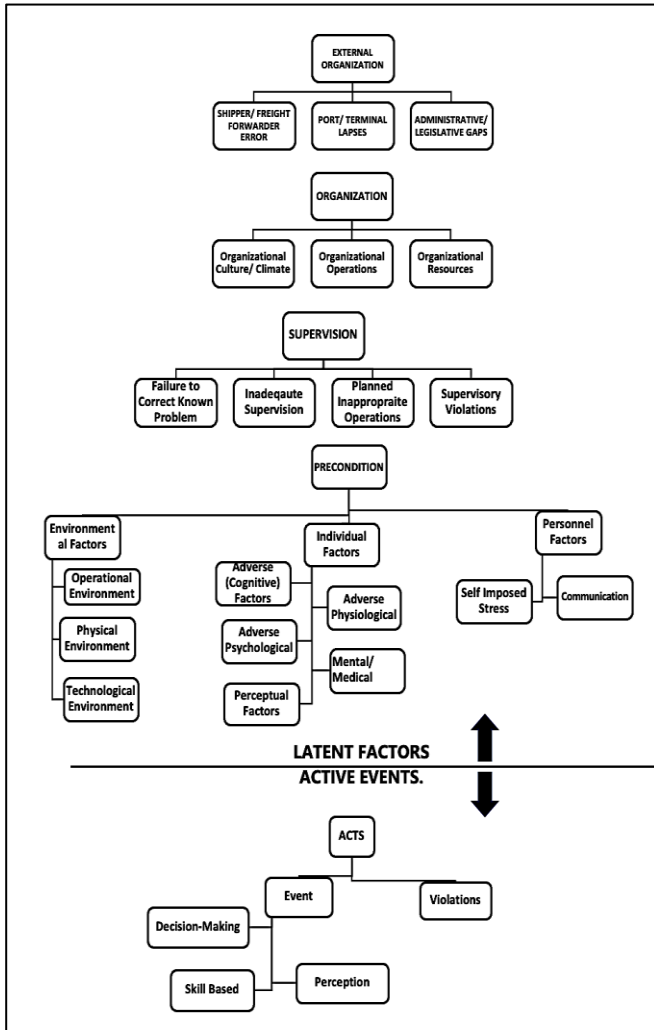 EXTERNAL
ORGANIZATION
SHIPPER/ FREIGHT
FORWARDER
ERROR
PORT/ TERMINAL
LAPSES
ADMINISTRATIVE/
LEGISLATIVE GAPS
ORGANIZATION
Organizational
Culture/ Climate
Organizational
Operations
Organizational
Resources
SUPERVISION
Failure to
Correct Known
Problem
Inadeqaute
Supervision
Planned
Inappropraite
Operations
Supervisory
Violations
PRECONDITION
Environment
al Factors
Individual
Factors
Personnel
Factors
Operational
Environment
Physical
Environment
Technological
Environment
Adverse
(Cognitive)
Factors
Adverse
Physiological
Adverse
Psychological
Mental/
Medical
Perceptual
Factors
Self Imposed
Stress
Communication
LATENT FACTORS
ACTIVE EVENTS.
ACTS
Event
Violations
Decision-Making
Skill Based
Perception